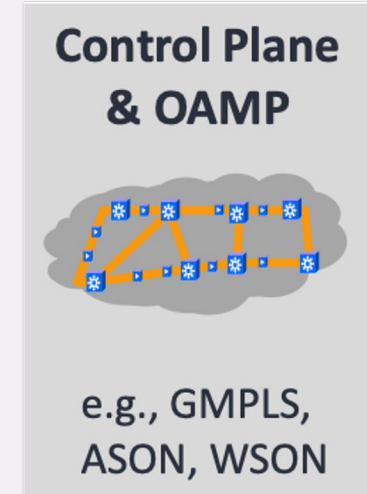 Control Plane
& OAMP
e.g., GMPLS,
ASON, WSON